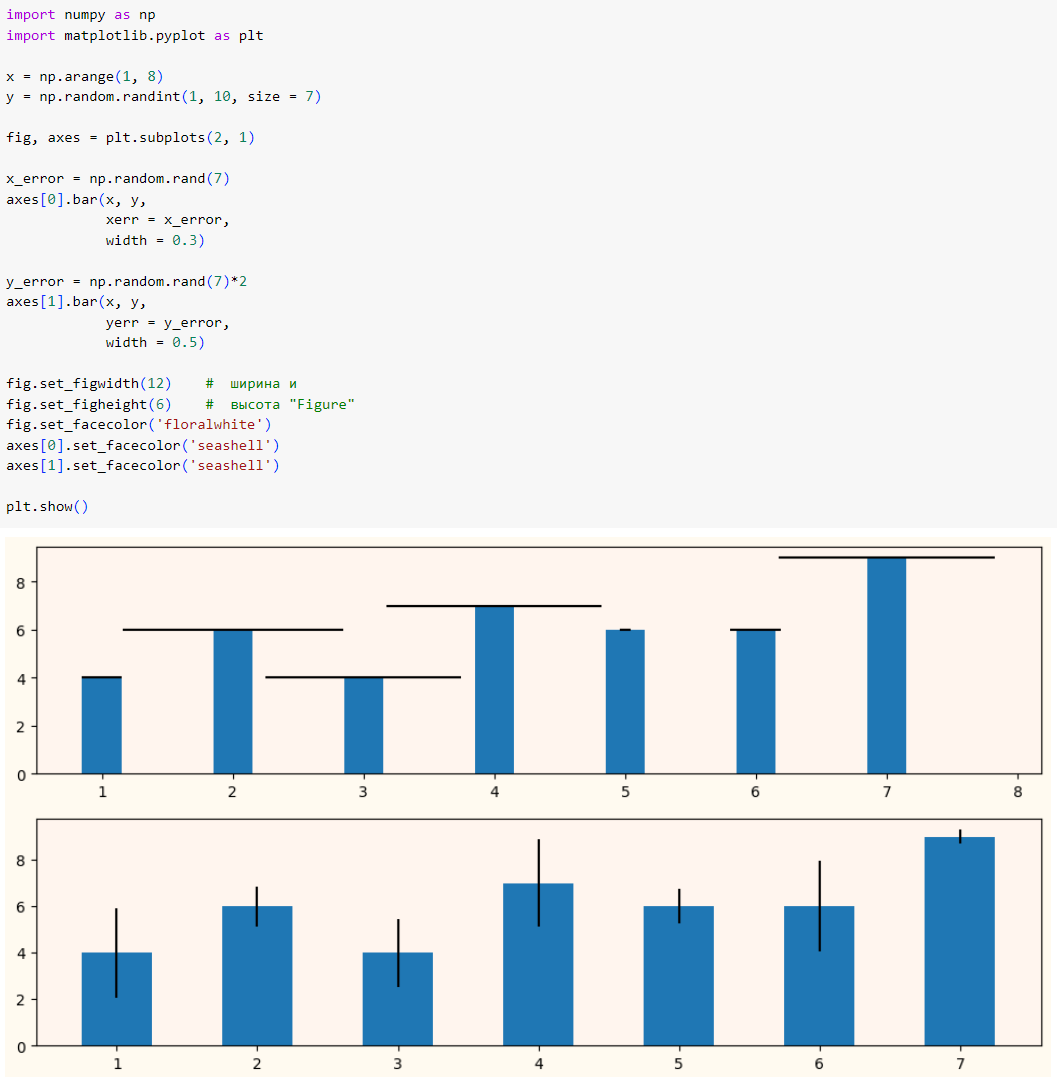 import numpy as np
import matplotlib.pyplot as plt
x = np.arange(1, 8)
y = np.random.randint(1, 10, size = 7)
fig, axes = plt.subplots(2, 1)
x_error = np.random.rand(7)
axes[0].bar(x, y,
            xerr = x_error,
            width = 0.3)
y_error = np.random.rand(7)*2
axes[1].bar(x, y,
            yerr = y_error,
            width = 0.5)
fig.set_figwidth(12)    #  ширина и
fig.set_figheight(6)    #  высота "Figure"
fig.set_facecolor('floralwhite')
axes[0].set_facecolor('seashell')
axes[1].set_facecolor('seashell')
plt.show()
8
6
4
2
0
1 2 3 4 5 6 7 8
8
6
4
2
0
1 2 3 4 5 6 7